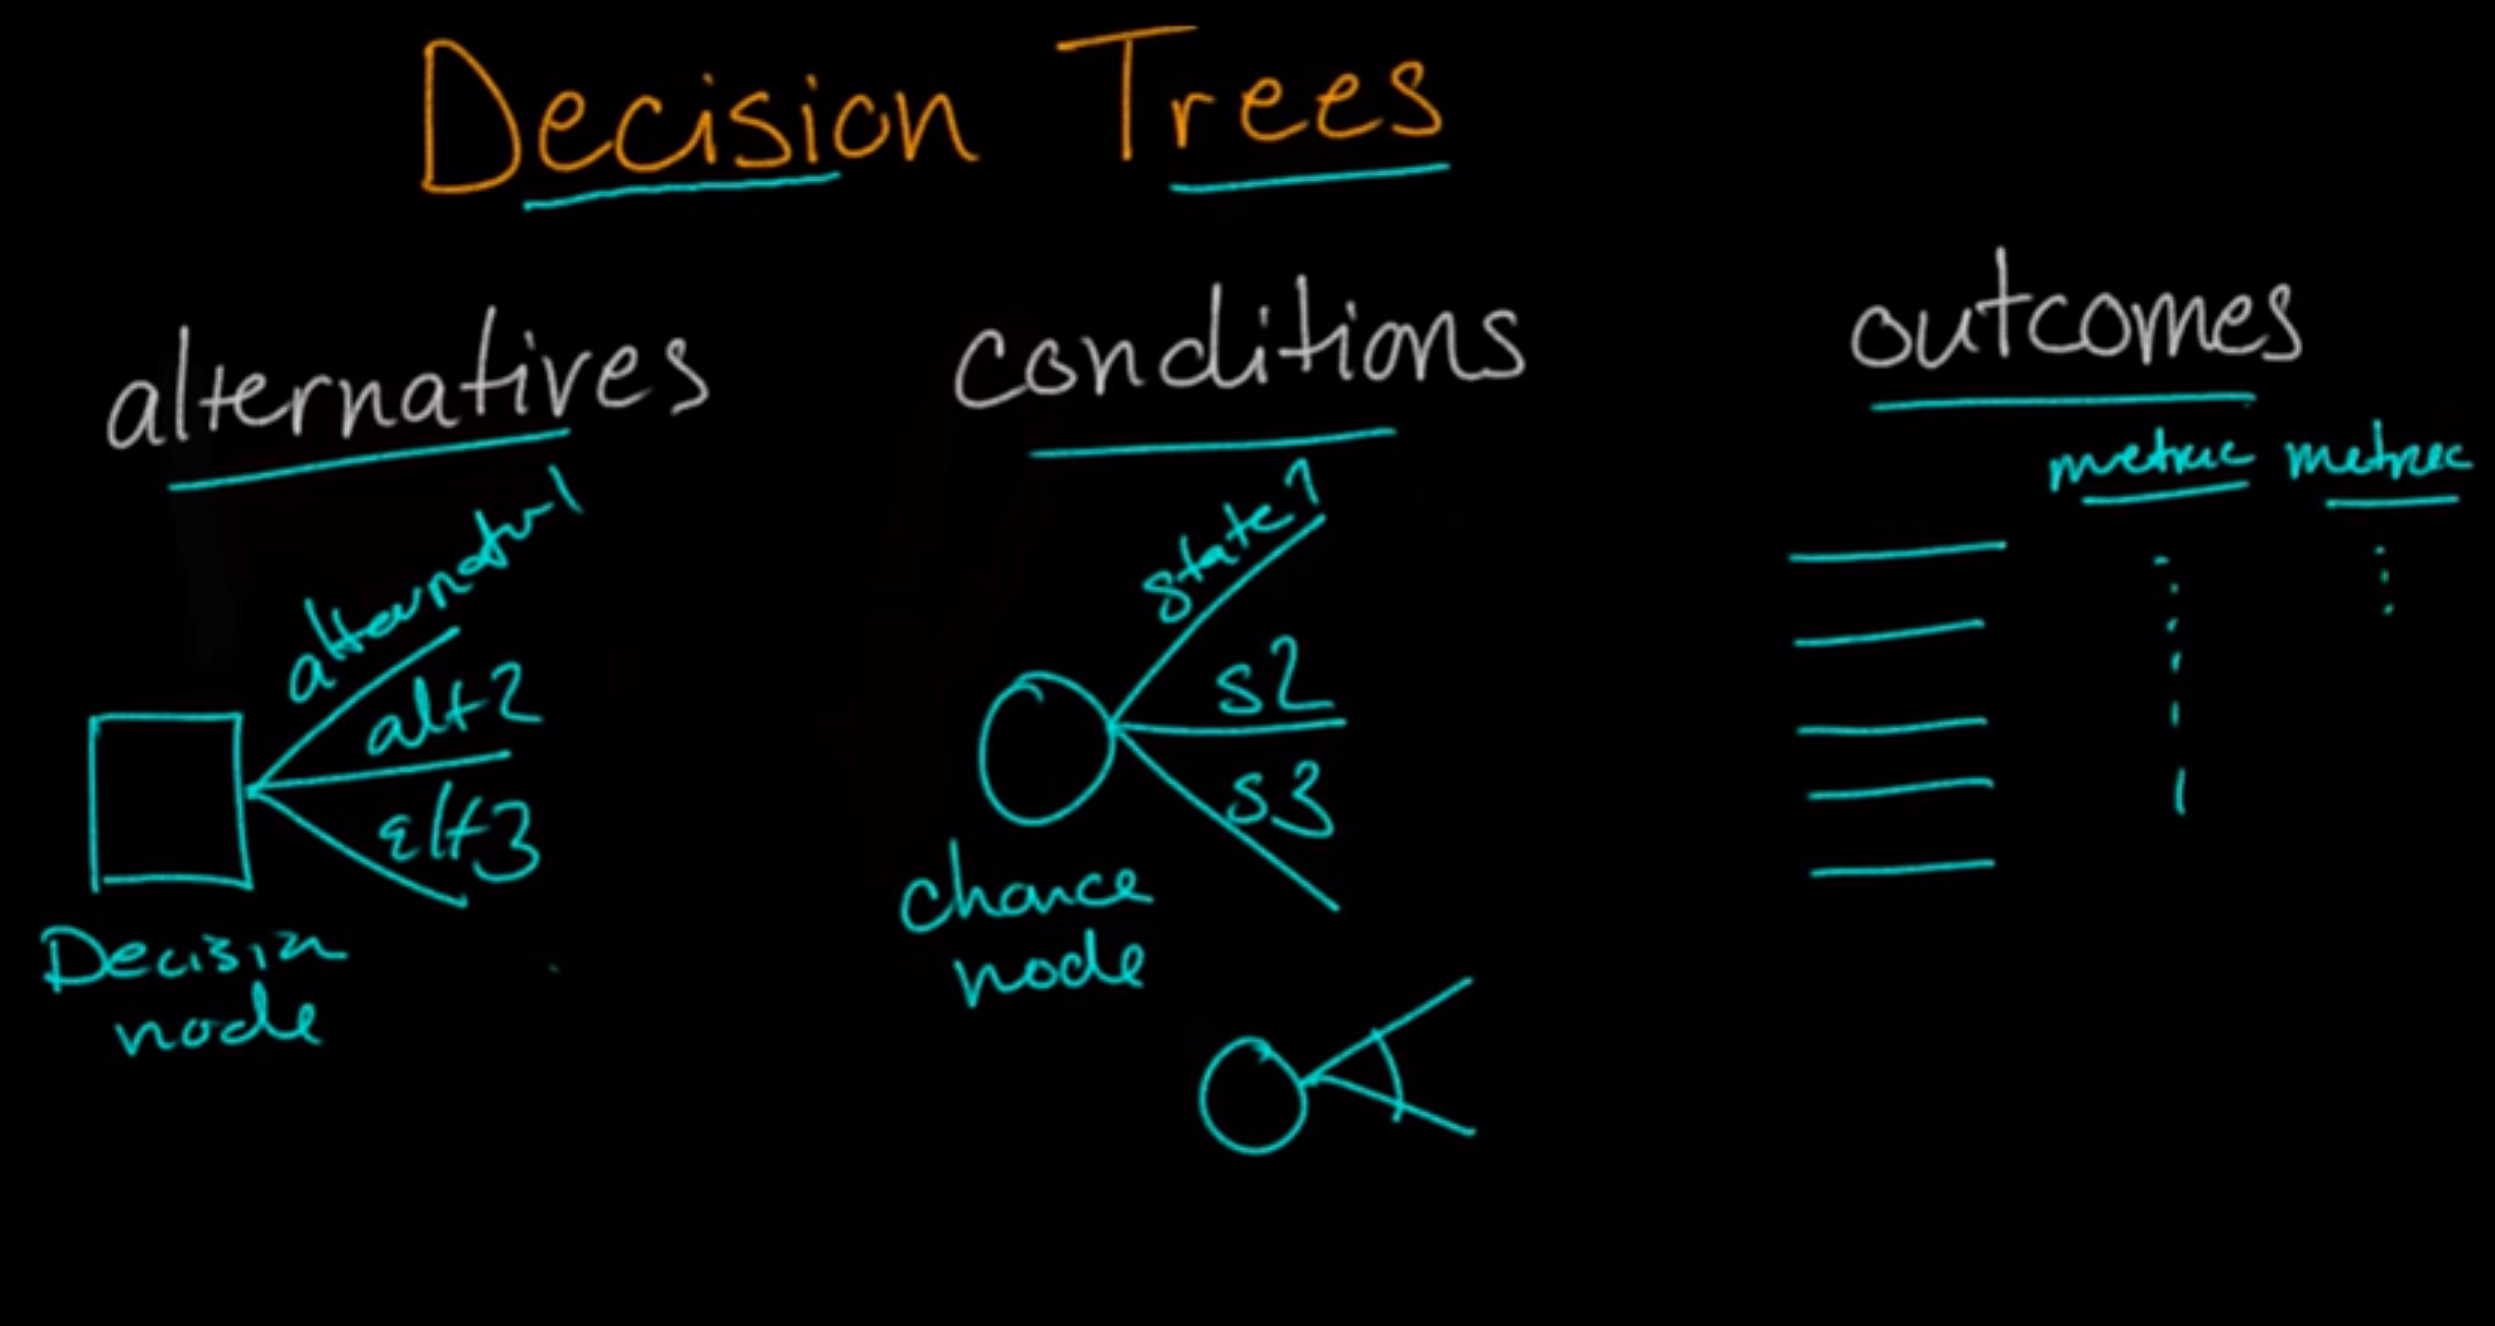 Decision Trees
alternatives
conditions
outcomes
metric metric
alternativ 1
alt 2
alt 3
Decision
node
state 1
s2
s3
chance
node